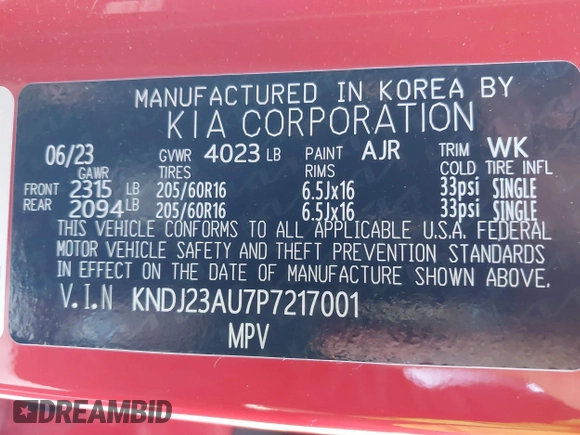 MANUFACTURED IN KOREA BY
KIA CORPORATION
06/23 GVWR 4023 LB PAINT AJR TRIM WK
GAWR TIRES RIMS COLD TIRE INFL
FRONT 2315 LB 205/60R16 6.5Jx16 33psi SINGLE
REAR 2094 LB 205/60R16 6.5Jx16 33psi SINGLE
THIS VEHICLE CONFORMS TO ALL APPLICABLE U.S.A. FEDERAL
MOTOR VEHICLE SAFETY AND THEFT PREVENTION STANDARDS
IN EFFECT ON THE DATE OF MANUFACTURE SHOWN ABOVE.
V.I.N KNDJ23AU7P7217001
MPV
DREAMBID